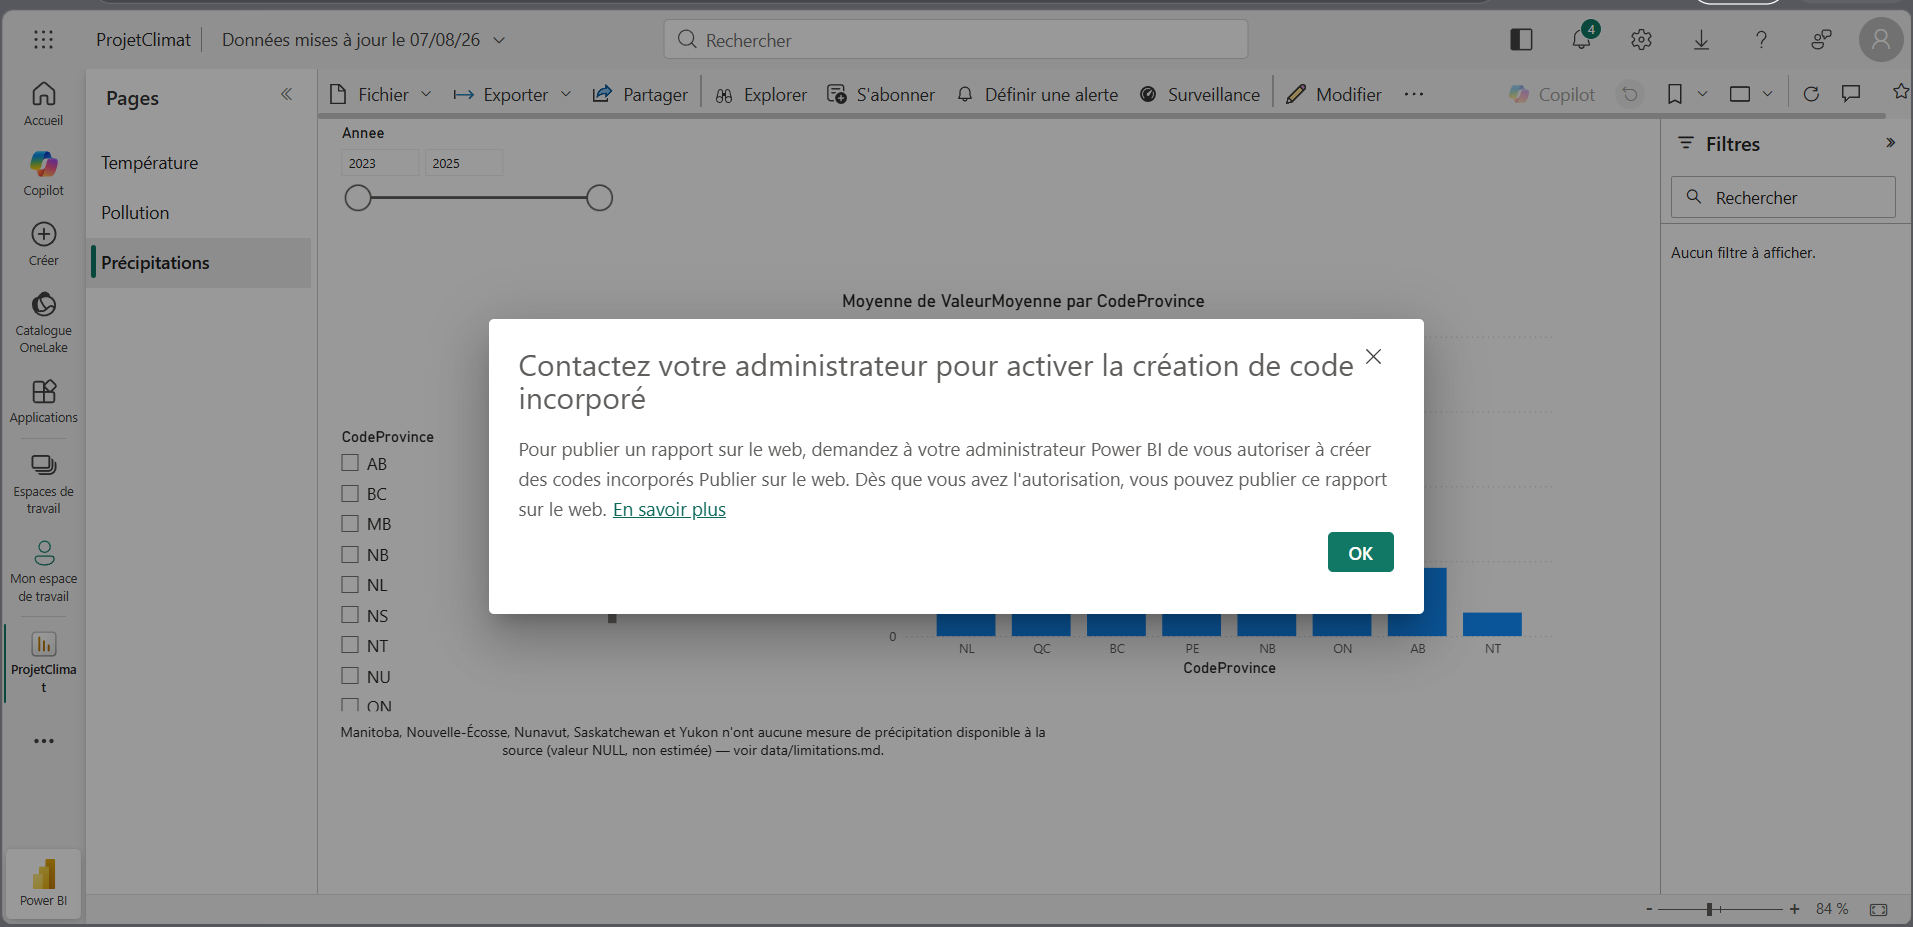 ProjetClimat
Données mises à jour le 07/08/26
Rechercher
4
Accueil
Copilot
Créer
Catalogue
OneLake
Applications
Espaces de
travail
Mon espace
de travail
ProjetClima
t
Power BI
Pages
Température
Pollution
Précipitations
Fichier
Exporter
Partager
Explorer
S'abonner
Définir une alerte
Surveillance
Modifier
Copilot
Annee
2023
2025
Moyenne de ValeurMoyenne par CodeProvince
CodeProvince
AB
BC
MB
NB
NL
NS
NT
NU
ON
Contactez votre administrateur pour activer la création de code
incorporé
Pour publier un rapport sur le web, demandez à votre administrateur Power BI de vous autoriser à créer
des codes incorporés Publier sur le web. Dès que vous avez l'autorisation, vous pouvez publier ce rapport
sur le web. En savoir plus
OK
0
NL
QC
BC
PE
NB
ON
AB
NT
CodeProvince
Manitoba, Nouvelle-Écosse, Nunavut, Saskatchewan et Yukon n'ont aucune mesure de précipitation disponible à la
source (valeur NULL, non estimée) — voir data/limitations.md.
Filtres
Rechercher
Aucun filtre à afficher.
84 %